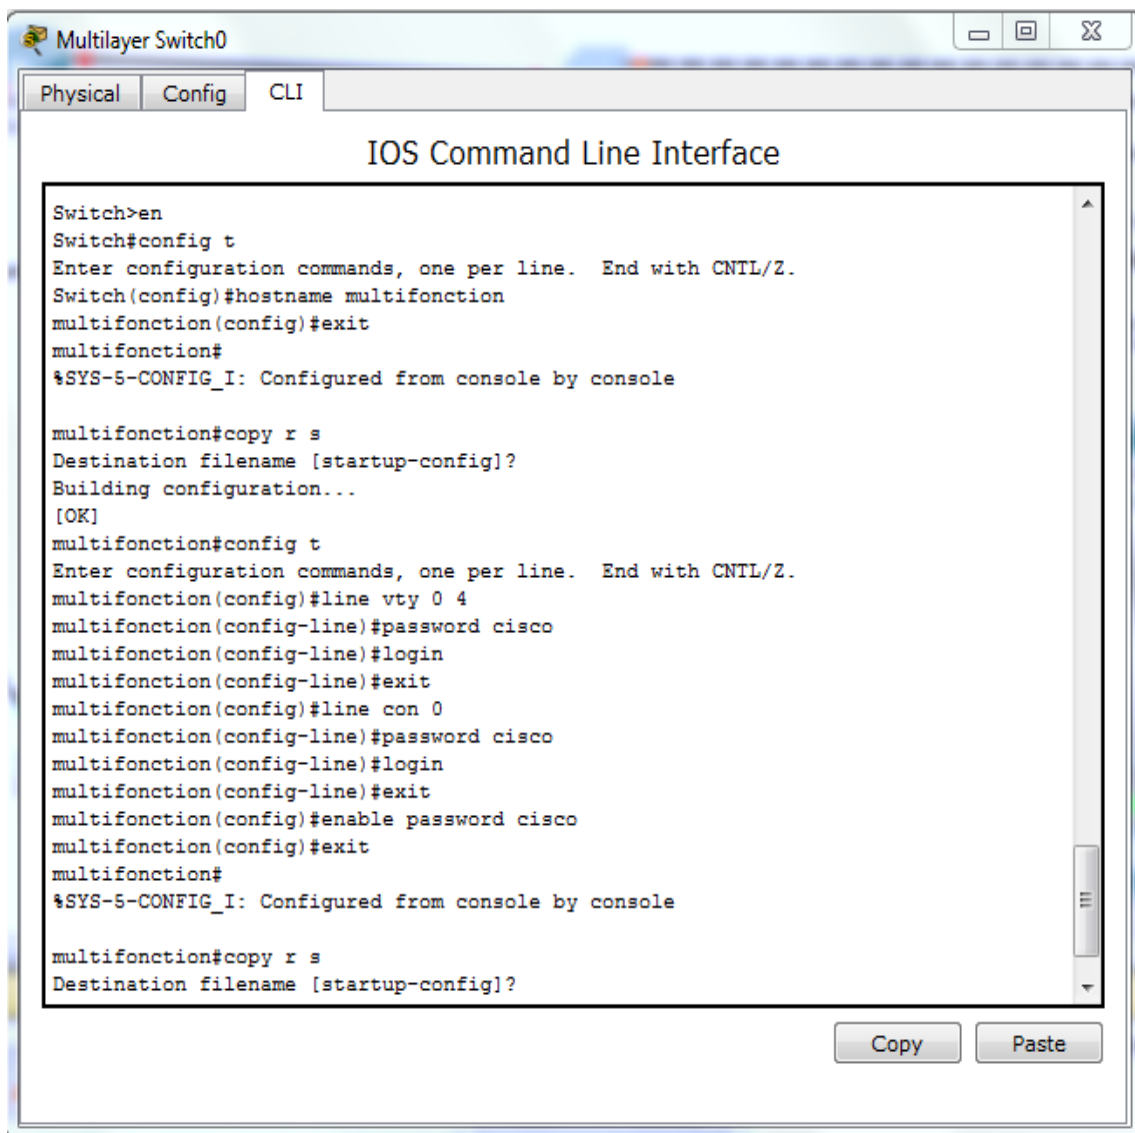 Multilayer Switch0
Physical Config CLI
IOS Command Line Interface
Switch>en
Switch#config t
Enter configuration commands, one per line.  End with CNTL/Z.
Switch(config)#hostname multifonction
multifonction(config)#exit
multifonction#
%SYS-5-CONFIG_I: Configured from console by console
multifonction#copy r s
Destination filename [startup-config]?
Building configuration...
[OK]
multifonction#config t
Enter configuration commands, one per line.  End with CNTL/Z.
multifonction(config)#line vty 0 4
multifonction(config-line)#password cisco
multifonction(config-line)#login
multifonction(config-line)#exit
multifonction(config)#line con 0
multifonction(config-line)#password cisco
multifonction(config-line)#login
multifonction(config-line)#exit
multifonction(config)#enable password cisco
multifonction(config)#exit
multifonction#
%SYS-5-CONFIG_I: Configured from console by console
multifonction#copy r s
Destination filename [startup-config]?
Copy Paste